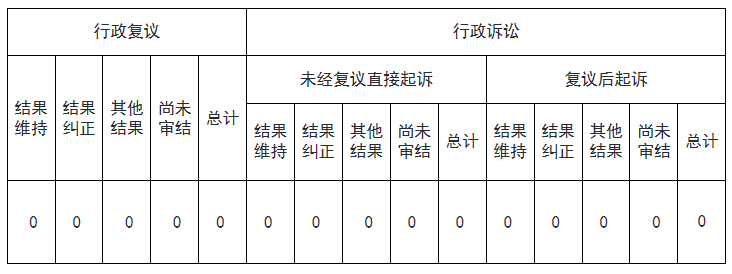 行政复议 行政诉讼
未经复议直接起诉 复议后起诉
结果维持 结果纠正 其他结果 尚未审结 总计
结果维持 结果纠正 其他结果 尚未审结 总计 结果维持 结果纠正 其他结果 尚未审结 总计
0 0 0 0 0 0 0 0 0 0 0 0 0 0 0